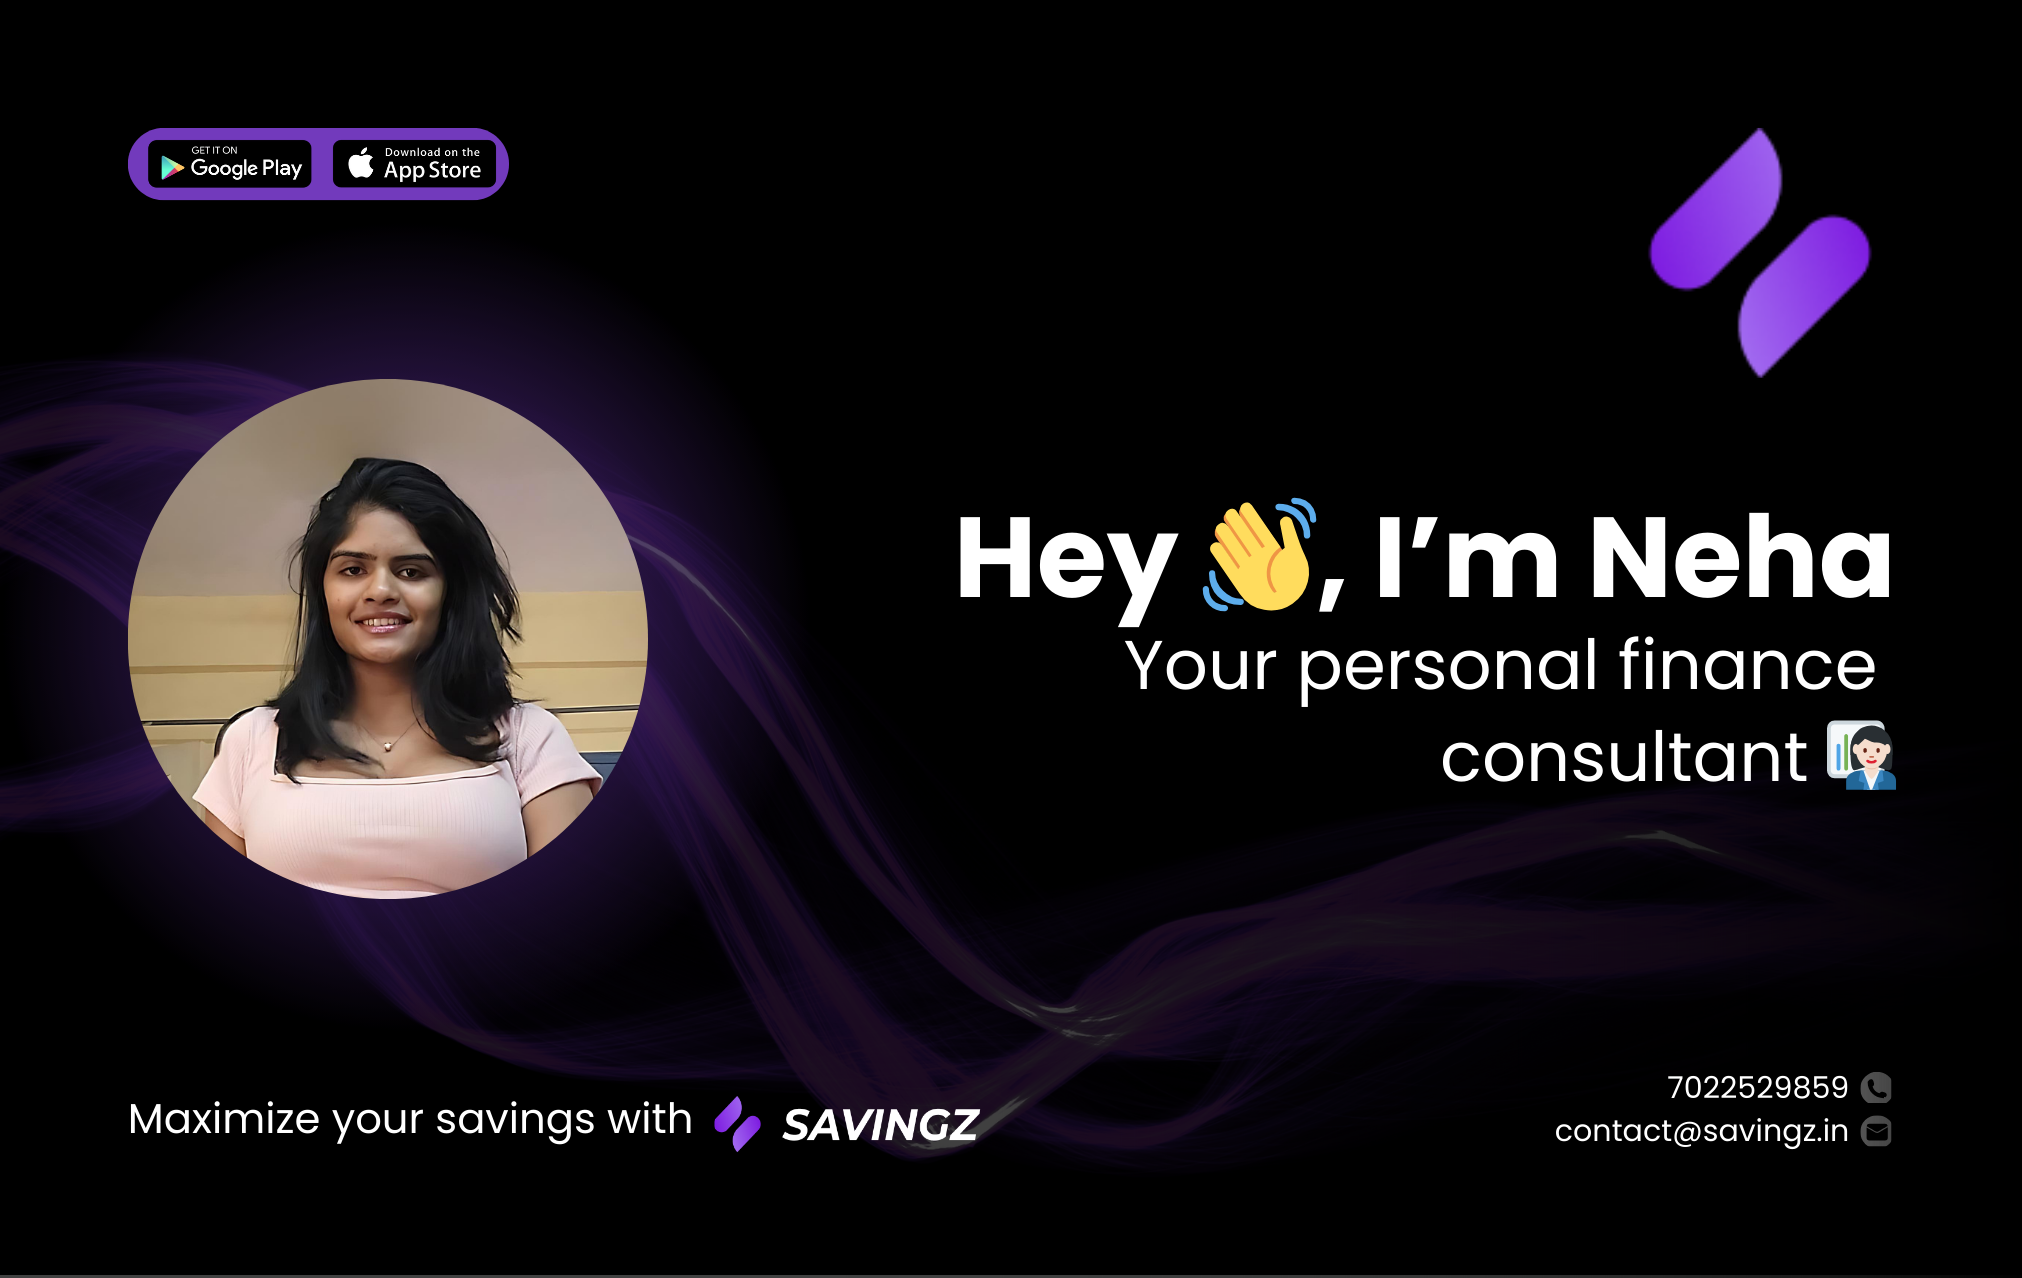 GET IT ON
Google Play
Download on the
App Store
Hey 👋, I’m Neha
Your personal finance
consultant 👩🏻‍💼
Maximize your savings with SAVINGZ
7022529859
contact@savingz.in